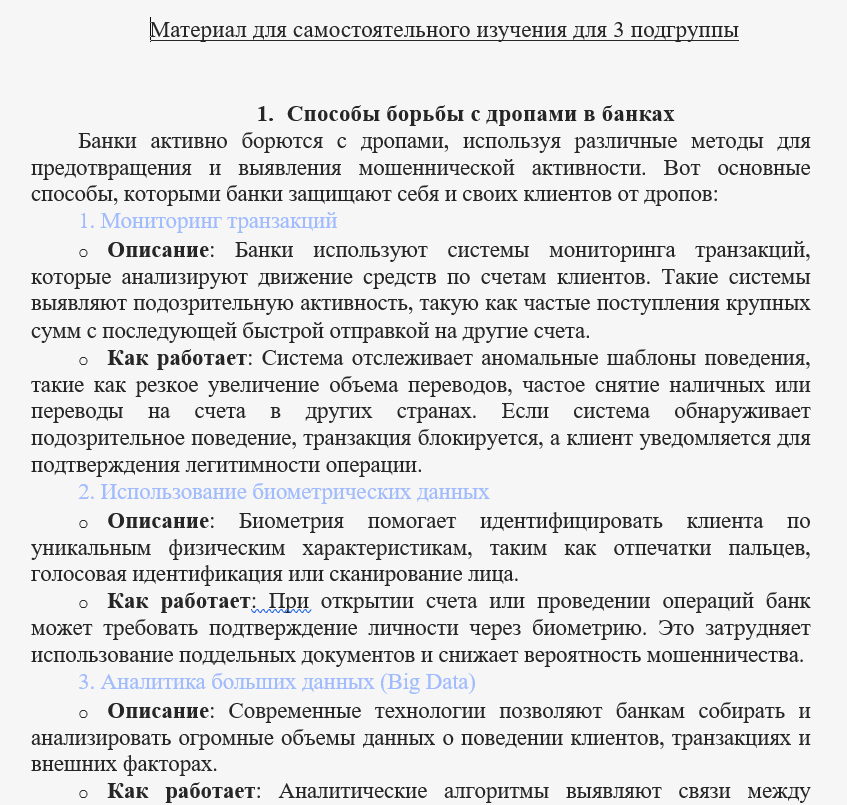 Материал для самостоятельного изучения для 3 подгруппы
1. Способы борьбы с дропами в банках
Банки активно борются с дропами, используя различные методы для
предотвращения и выявления мошеннической активности. Вот основные
способы, которыми банки защищают себя и своих клиентов от дропов:
1. Мониторинг транзакций
o Описание: Банки используют системы мониторинга транзакций,
которые анализируют движение средств по счетам клиентов. Такие системы
выявляют подозрительную активность, такую как частые поступления крупных
сумм с последующей быстрой отправкой на другие счета.
o Как работает: Система отслеживает аномальные шаблоны поведения,
такие как резкое увеличение объема переводов, частое снятие наличных или
переводы на счета в других странах. Если система обнаруживает
подозрительное поведение, транзакция блокируется, а клиент уведомляется для
подтверждения легитимности операции.
2. Использование биометрических данных
o Описание: Биометрия помогает идентифицировать клиента по
уникальным физическим характеристикам, таким как отпечатки пальцев,
голосовая идентификация или сканирование лица.
o Как работает: При открытии счета или проведении операций банк
может требовать подтверждение личности через биометрию. Это затрудняет
использование поддельных документов и снижает вероятность мошенничества.
3. Аналитика больших данных (Big Data)
o Описание: Современные технологии позволяют банкам собирать и
анализировать огромные объемы данных о поведении клиентов, транзакциях и
внешних факторах.
o Как работает: Аналитические алгоритмы выявляют связи между